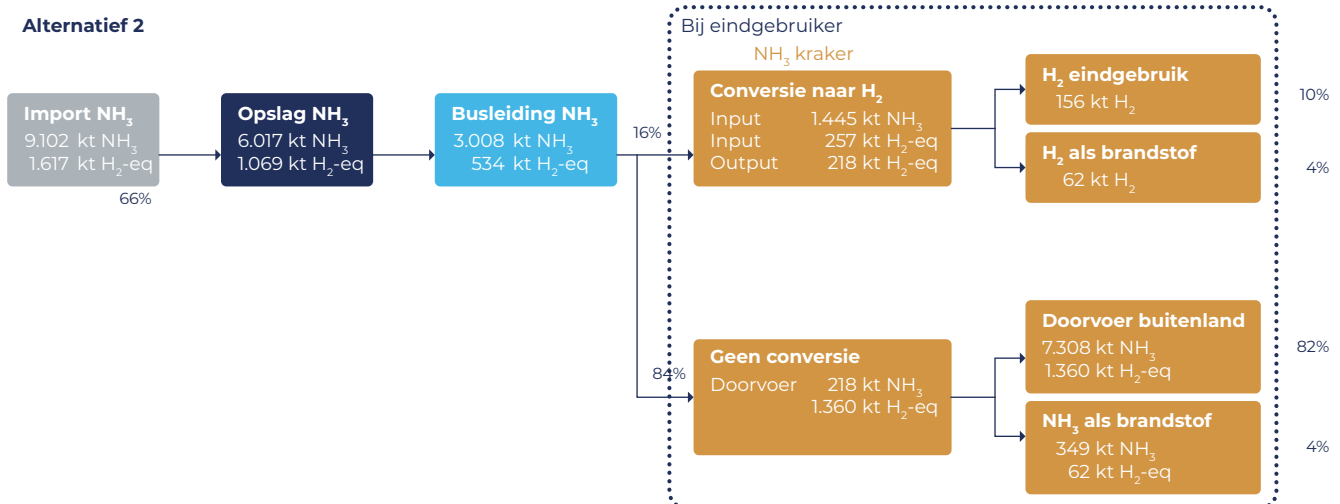 Alternatief 2
Bij eindgebruiker
NH₃ kraker
Import NH₃
9.102 kt NH₃
1.617 kt H₂-eq
66%
Opslag NH₃
6.017 kt NH₃
1.069 kt H₂-eq
Busleiding NH₃
3.008 kt NH₃
534 kt H₂-eq
16%
Conversie naar H₂
Input 1.445 kt NH₃
Input 257 kt H₂-eq
Output 218 kt H₂-eq
H₂ eindgebruik
156 kt H₂
10%
H₂ als brandstof
62 kt H₂
4%
84%
Geen conversie
Doorvoer 218 kt NH₃
1.360 kt H₂-eq
Doorvoer buitenland
7.308 kt NH₃
1.360 kt H₂-eq
82%
NH₃ als brandstof
349 kt NH₃
62 kt H₂-eq
4%